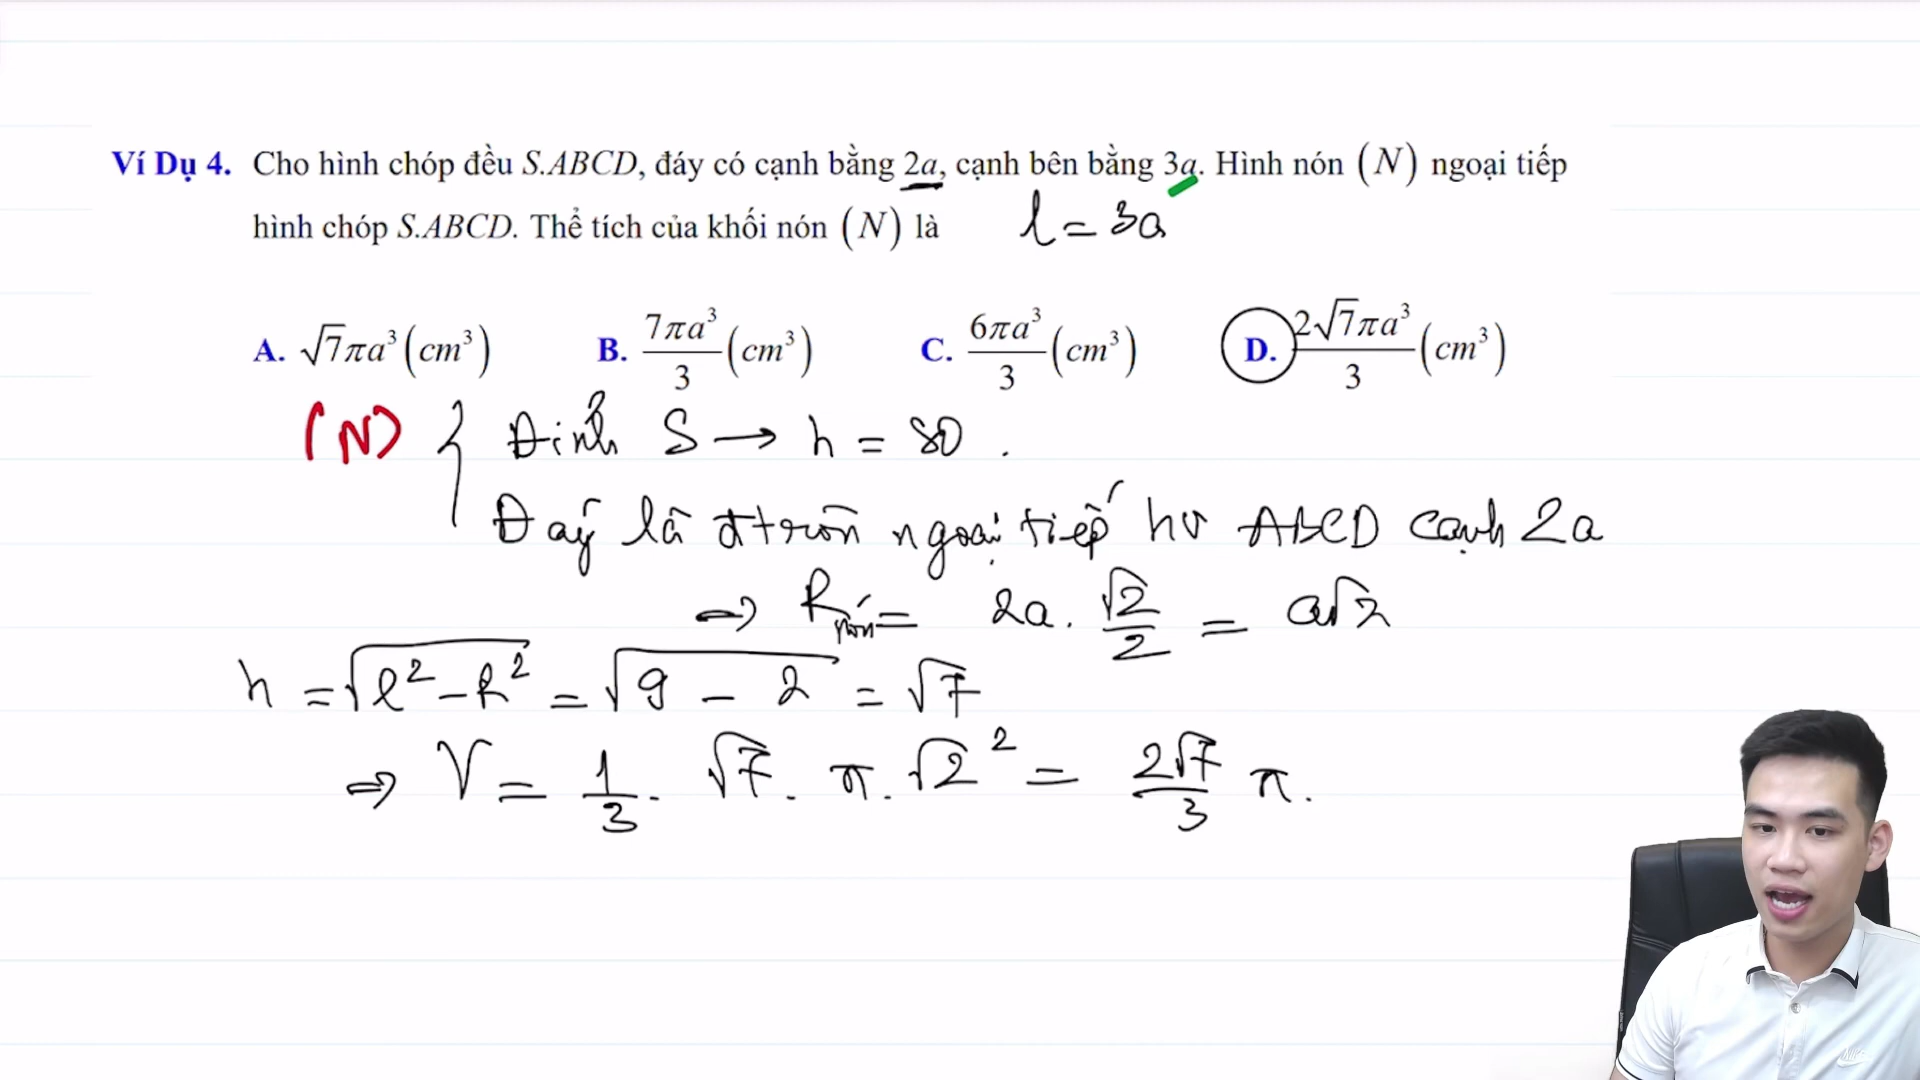 Ví Dụ 4. Cho hình chóp đều S.ABCD, đáy có cạnh bằng 2a, cạnh bên bằng 3a. Hình nón (N) ngoại tiếp
hình chóp S.ABCD. Thể tích của khối nón (N) là l = 3a
A. √7πa³(cm³) B. 7πa³/3 (cm³) C. 6πa³/3 (cm³) D. 2√7πa³/3 (cm³)
(N) { Đỉnh S → h = SO.
Đáy là đtròn ngoại tiếp hv ABCD cạnh 2a
⇒ R nón = 2a. √2/2 = a√2
h = √(l² − R²) = √(9 − 2) = √7
⇒ V = 1/3 . √7 . π . √2² = 2√7/3 π.